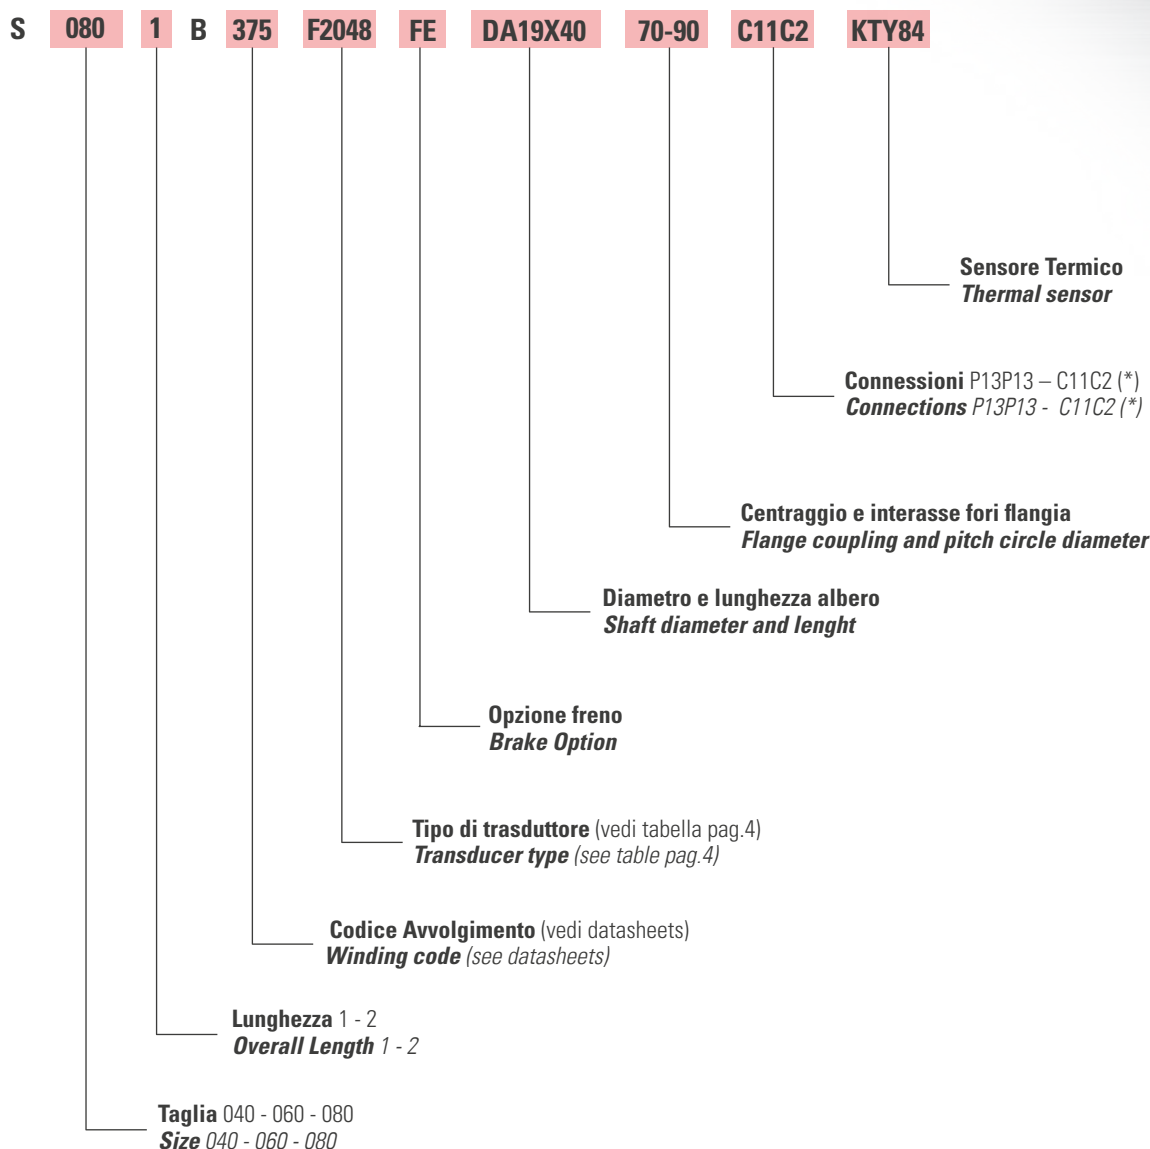 S 080 1 B 375 F2048 FE DA19X40 70-90 C11C2 KTY84
Sensore Termico
Thermal sensor
Connessioni P13P13 – C11C2 (*)
Connections P13P13 - C11C2 (*)
Centraggio e interasse fori flangia
Flange coupling and pitch circle diameter
Diametro e lunghezza albero
Shaft diameter and lenght
Opzione freno
Brake Option
Tipo di trasduttore (vedi tabella pag.4)
Transducer type (see table pag.4)
Codice Avvolgimento (vedi datasheets)
Winding code (see datasheets)
Lunghezza 1 - 2
Overall Length 1 - 2
Taglia 040 - 060 - 080
Size 040 - 060 - 080